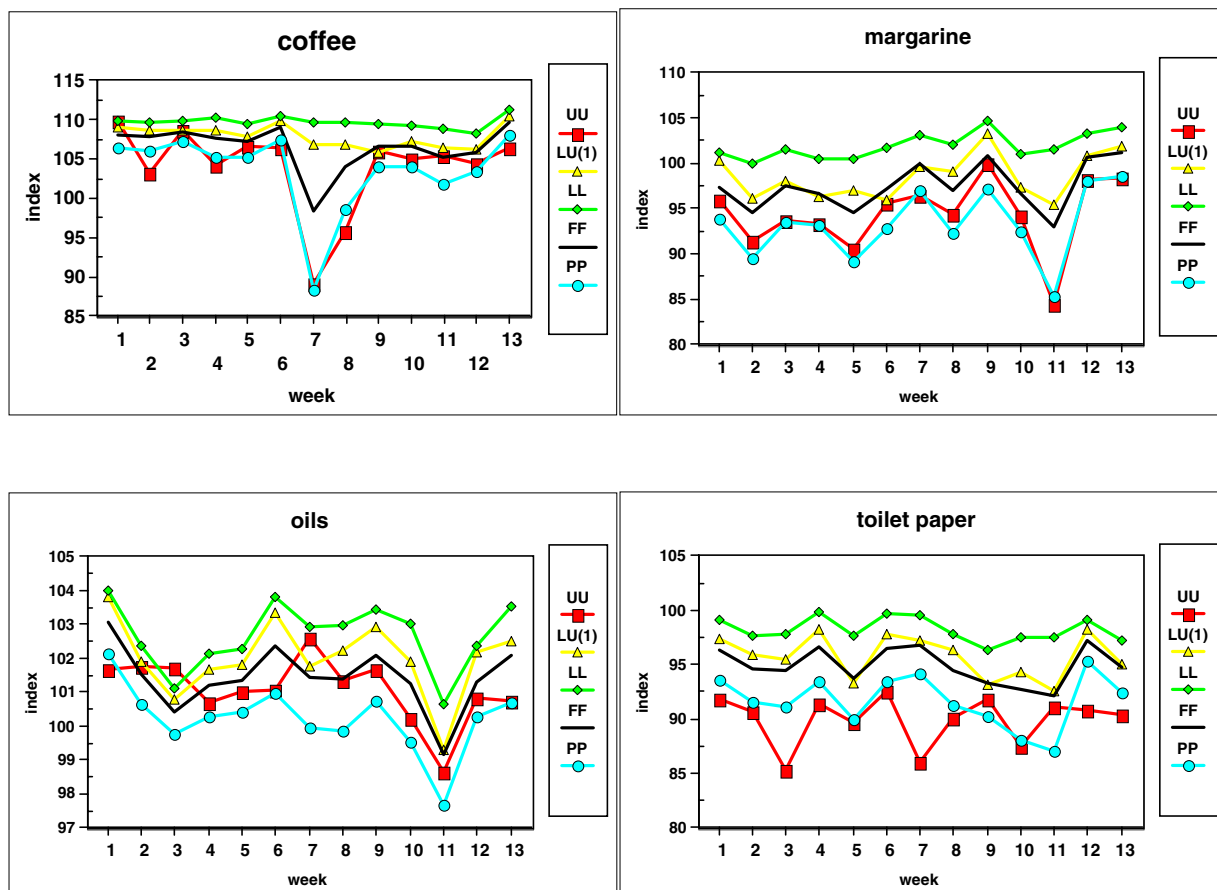 coffee
115
110
105
100
95
90
85
index
1 3 5 7 9 11 13
2 4 6 8 10 12
week
UU
LU(1)
LL
FF
PP
margarine
110
105
100
95
90
85
80
index
1 2 3 4 5 6 7 8 9 10 11 12 13
week
UU
LU(1)
LL
FF
PP
oils
105
104
103
102
101
100
99
98
97
index
1 2 3 4 5 6 7 8 9 10 11 12 13
week
UU
LU(1)
LL
FF
PP
toilet paper
105
100
95
90
85
80
index
1 2 3 4 5 6 7 8 9 10 11 12 13
week
UU
LU(1)
LL
FF
PP